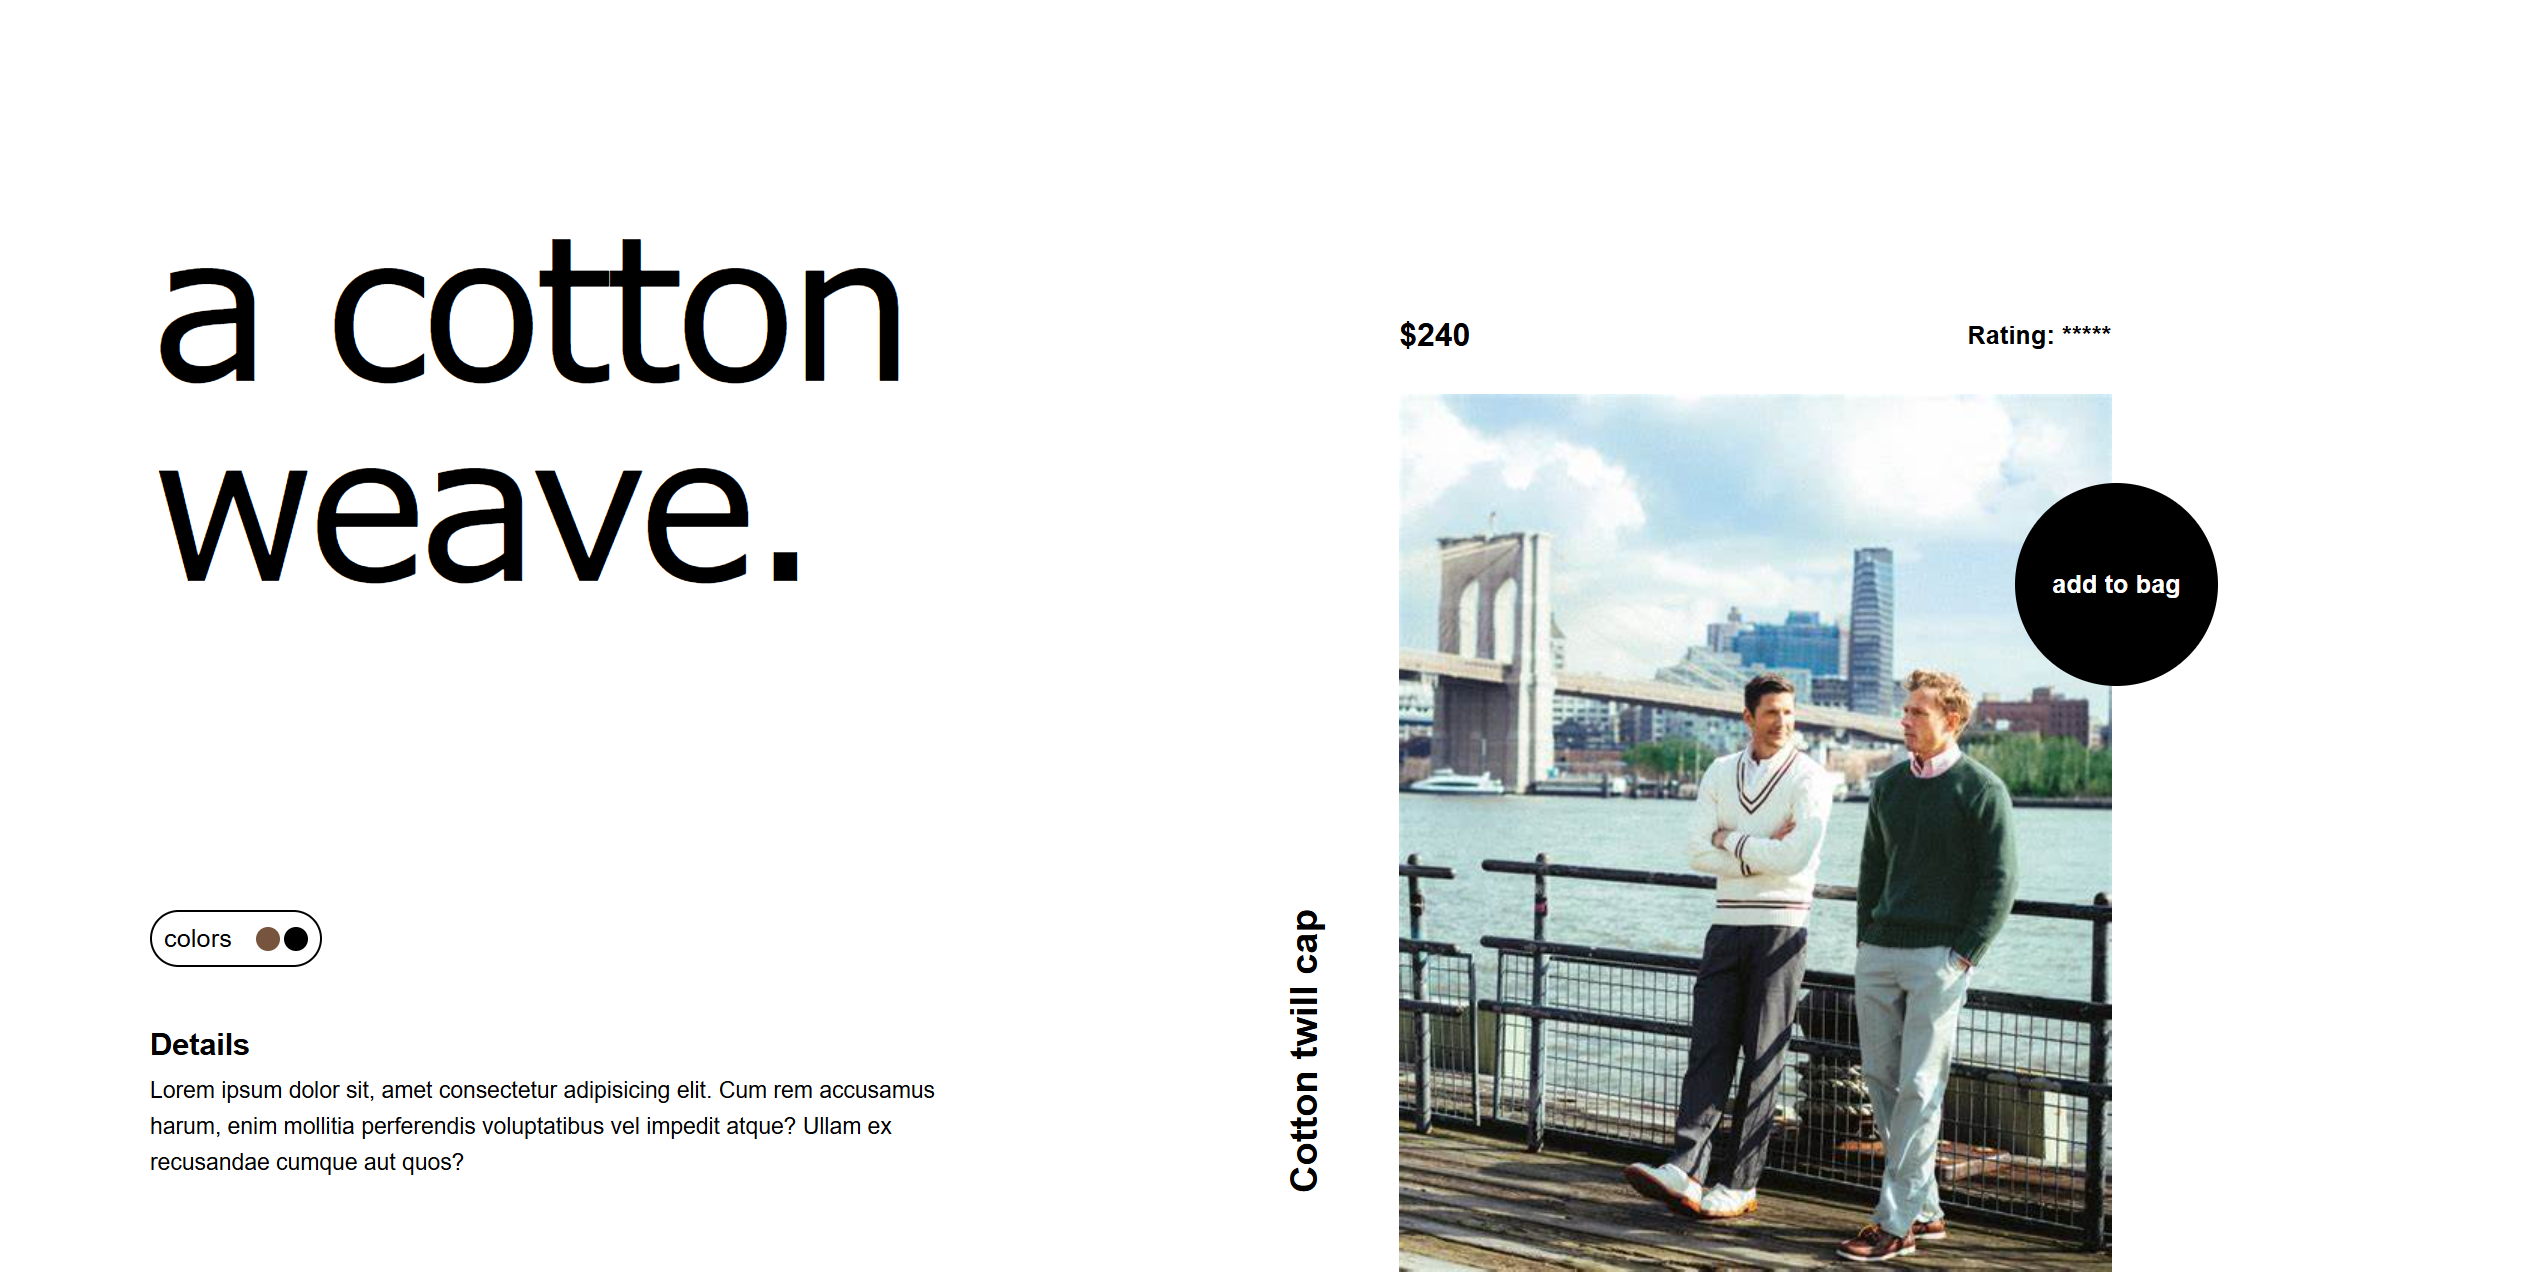 a cotton
weave.
colors
Details
Lorem ipsum dolor sit, amet consectetur adipisicing elit. Cum rem accusamus
harum, enim mollitia perferendis voluptatibus vel impedit atque? Ullam ex
recusandae cumque aut quos?
Cotton twill cap
$240
Rating: *****
add to bag